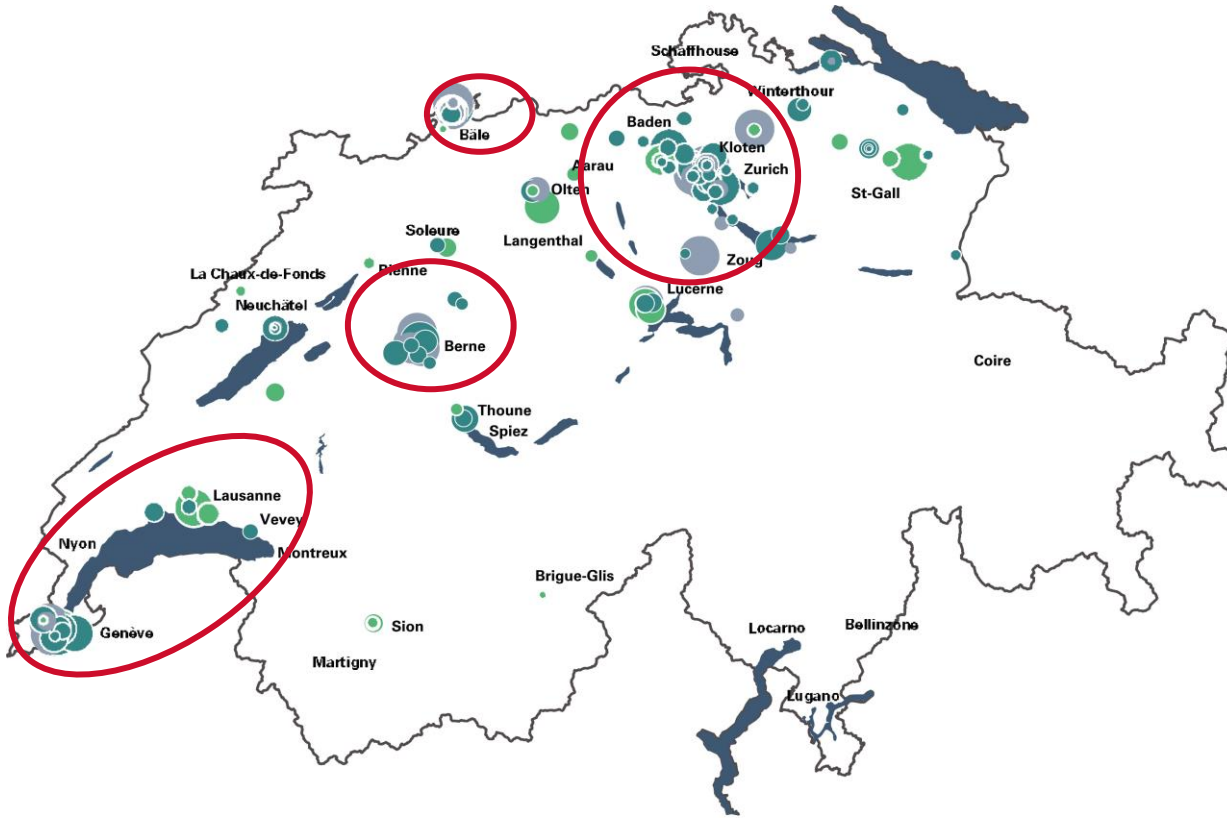 Schaffhouse
Winterthour
Baden
Bâle
Kloten
Aarau
Zurich
Olten
St-Gall
Soleure
Langenthal
Zoug
Bienne
La Chaux-de-Fonds
Lucerne
Neuchâtel
Berne
Coire
Thoune
Spiez
Lausanne
Vevey
Nyon
Montreux
Brigue-Glis
Sion
Genève
Locarno
Bellinzone
Martigny
Lugano